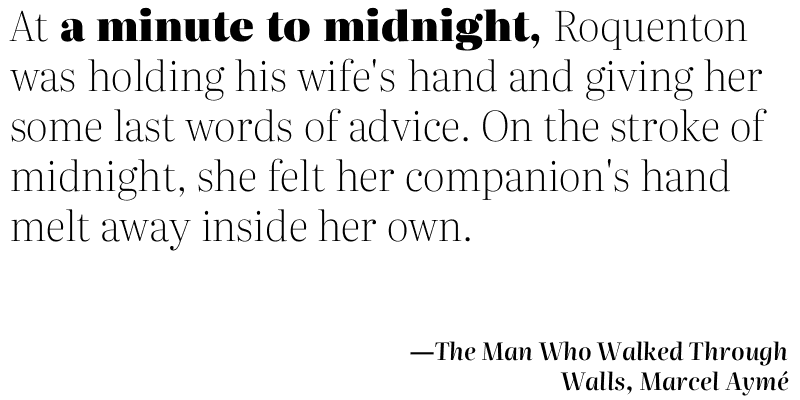 At a minute to midnight, Roquenton
was holding his wife's hand and giving her
some last words of advice. On the stroke of
midnight, she felt her companion's hand
melt away inside her own.
—The Man Who Walked Through
Walls, Marcel Aymé